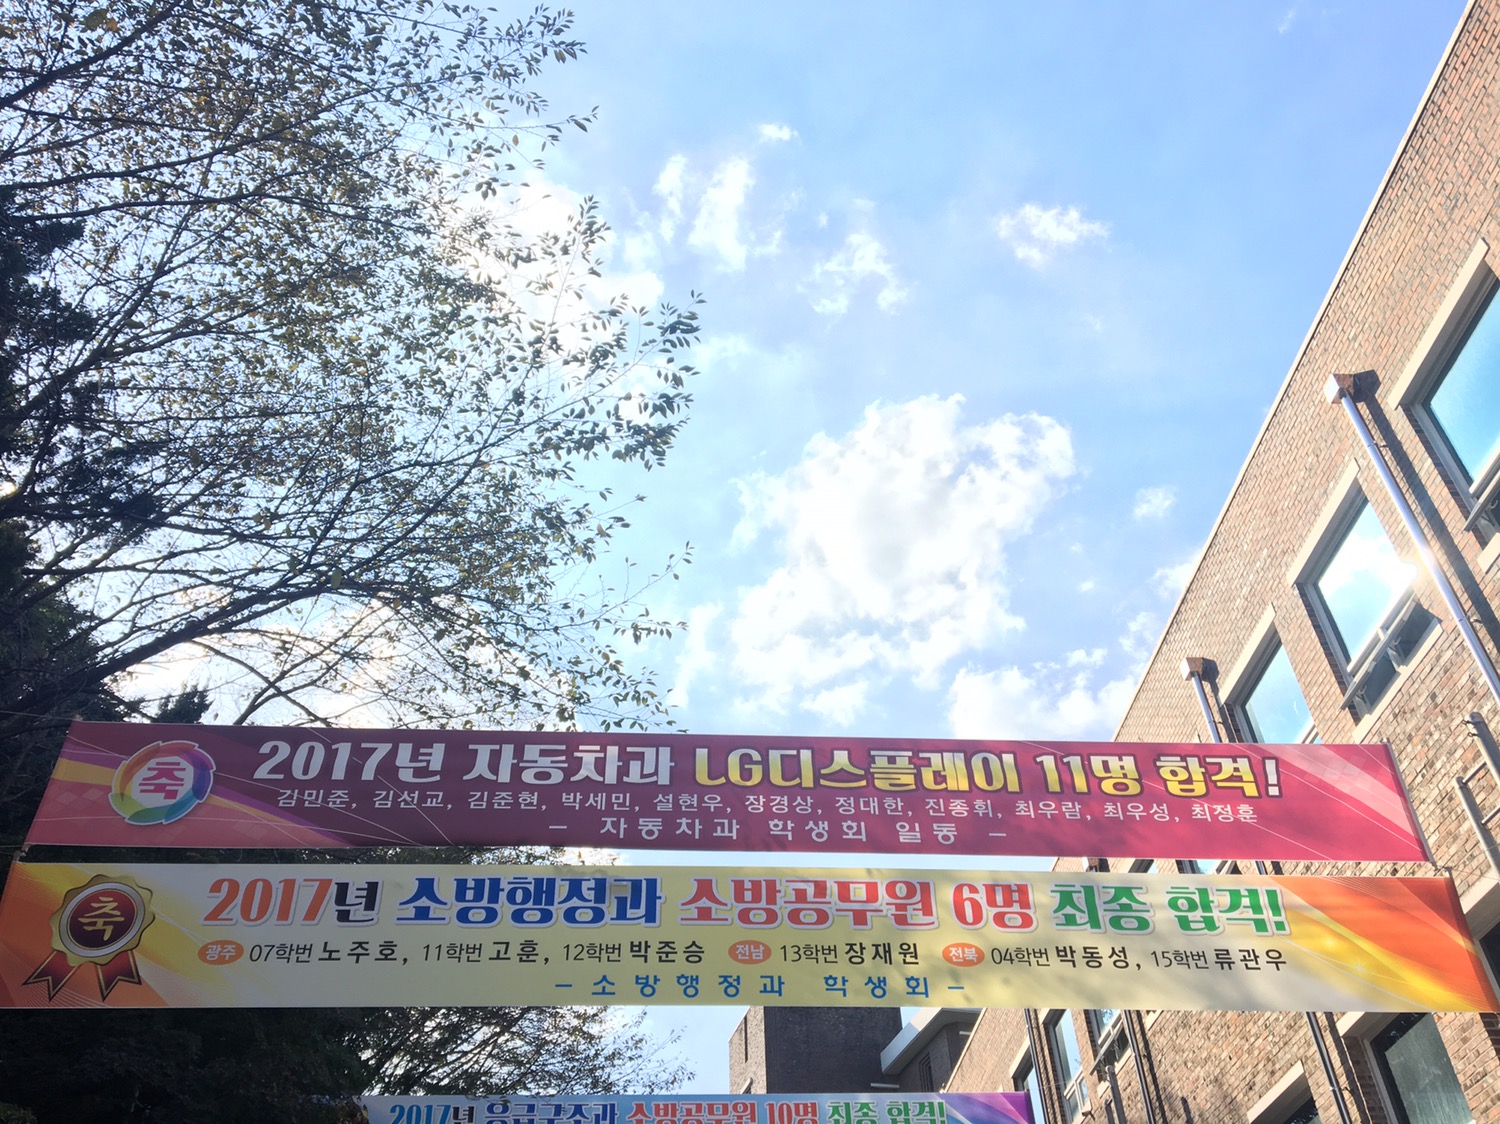 축
2017년 자동차과 LG디스플레이 11명 합격!
김민준, 김선교, 김준현, 박세민, 설현우, 장경상, 정대한, 진종휘, 최우람, 최우성, 최정훈
- 자동차과 학생회 일동 -
축
2017년 소방행정과 소방공무원 6명 최종 합격!
광주 07학번 노주호, 11학번 고훈, 12학번 박준승 전남 13학번 장재원 전북 04학번 박동성, 15학번 류관우
- 소방행정과 학생회 -
2017년 응급구조과 소방공무원 10명 최종 합격!